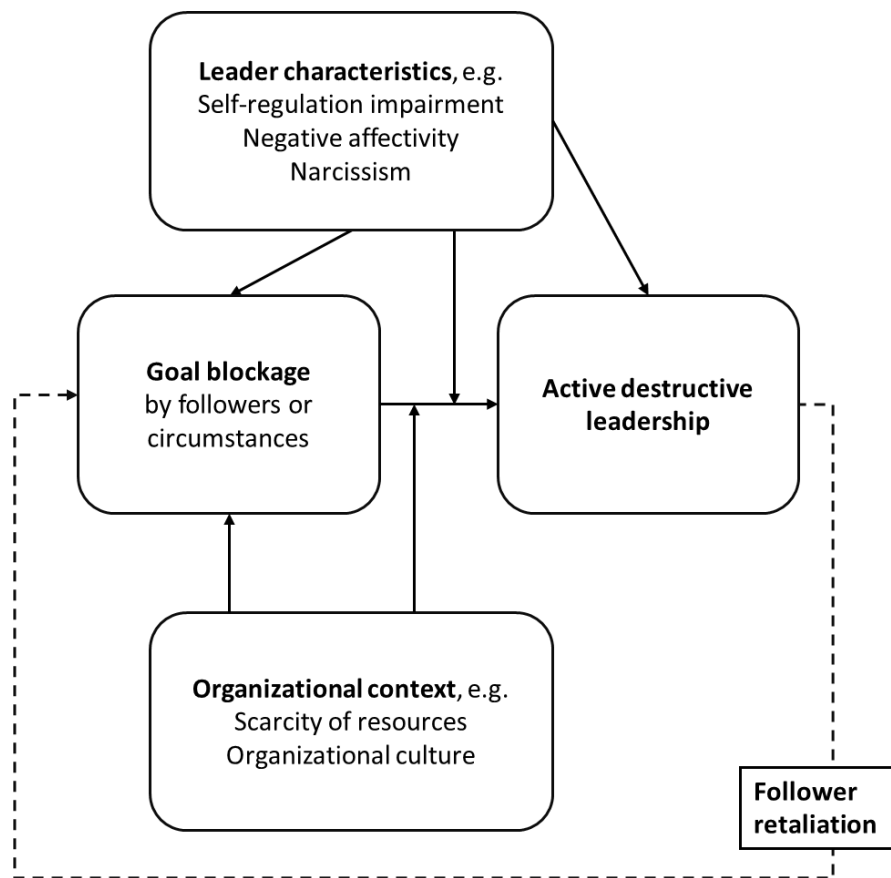 Leader characteristics, e.g.
Self-regulation impairment
Negative affectivity
Narcissism
Goal blockage
by followers or
circumstances
Active destructive
leadership
Organizational context, e.g.
Scarcity of resources
Organizational culture
Follower
retaliation